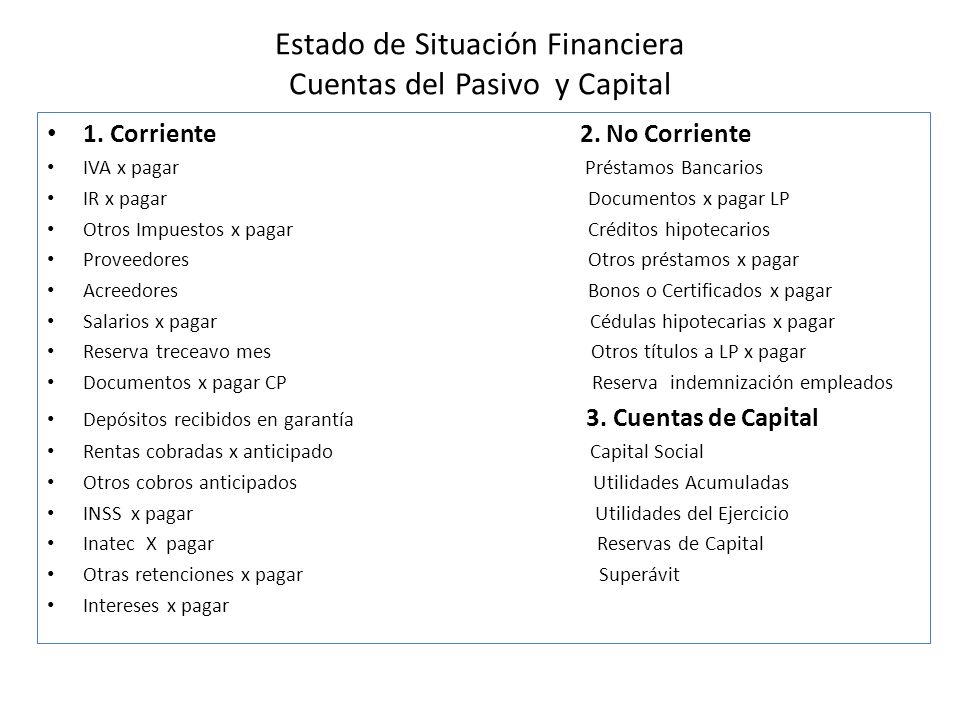 Estado de Situación Financiera
Cuentas del Pasivo y Capital
• 1. Corriente 2. No Corriente
• IVA x pagar Préstamos Bancarios
• IR x pagar Documentos x pagar LP
• Otros Impuestos x pagar Créditos hipotecarios
• Proveedores Otros préstamos x pagar
• Acreedores Bonos o Certificados x pagar
• Salarios x pagar Cédulas hipotecarias x pagar
• Reserva treceavo mes Otros títulos a LP x pagar
• Documentos x pagar CP Reserva indemnización empleados
• Depósitos recibidos en garantía 3. Cuentas de Capital
• Rentas cobradas x anticipado Capital Social
• Otros cobros anticipados Utilidades Acumuladas
• INSS x pagar Utilidades del Ejercicio
• Inatec X pagar Reservas de Capital
• Otras retenciones x pagar Superávit
• Intereses x pagar